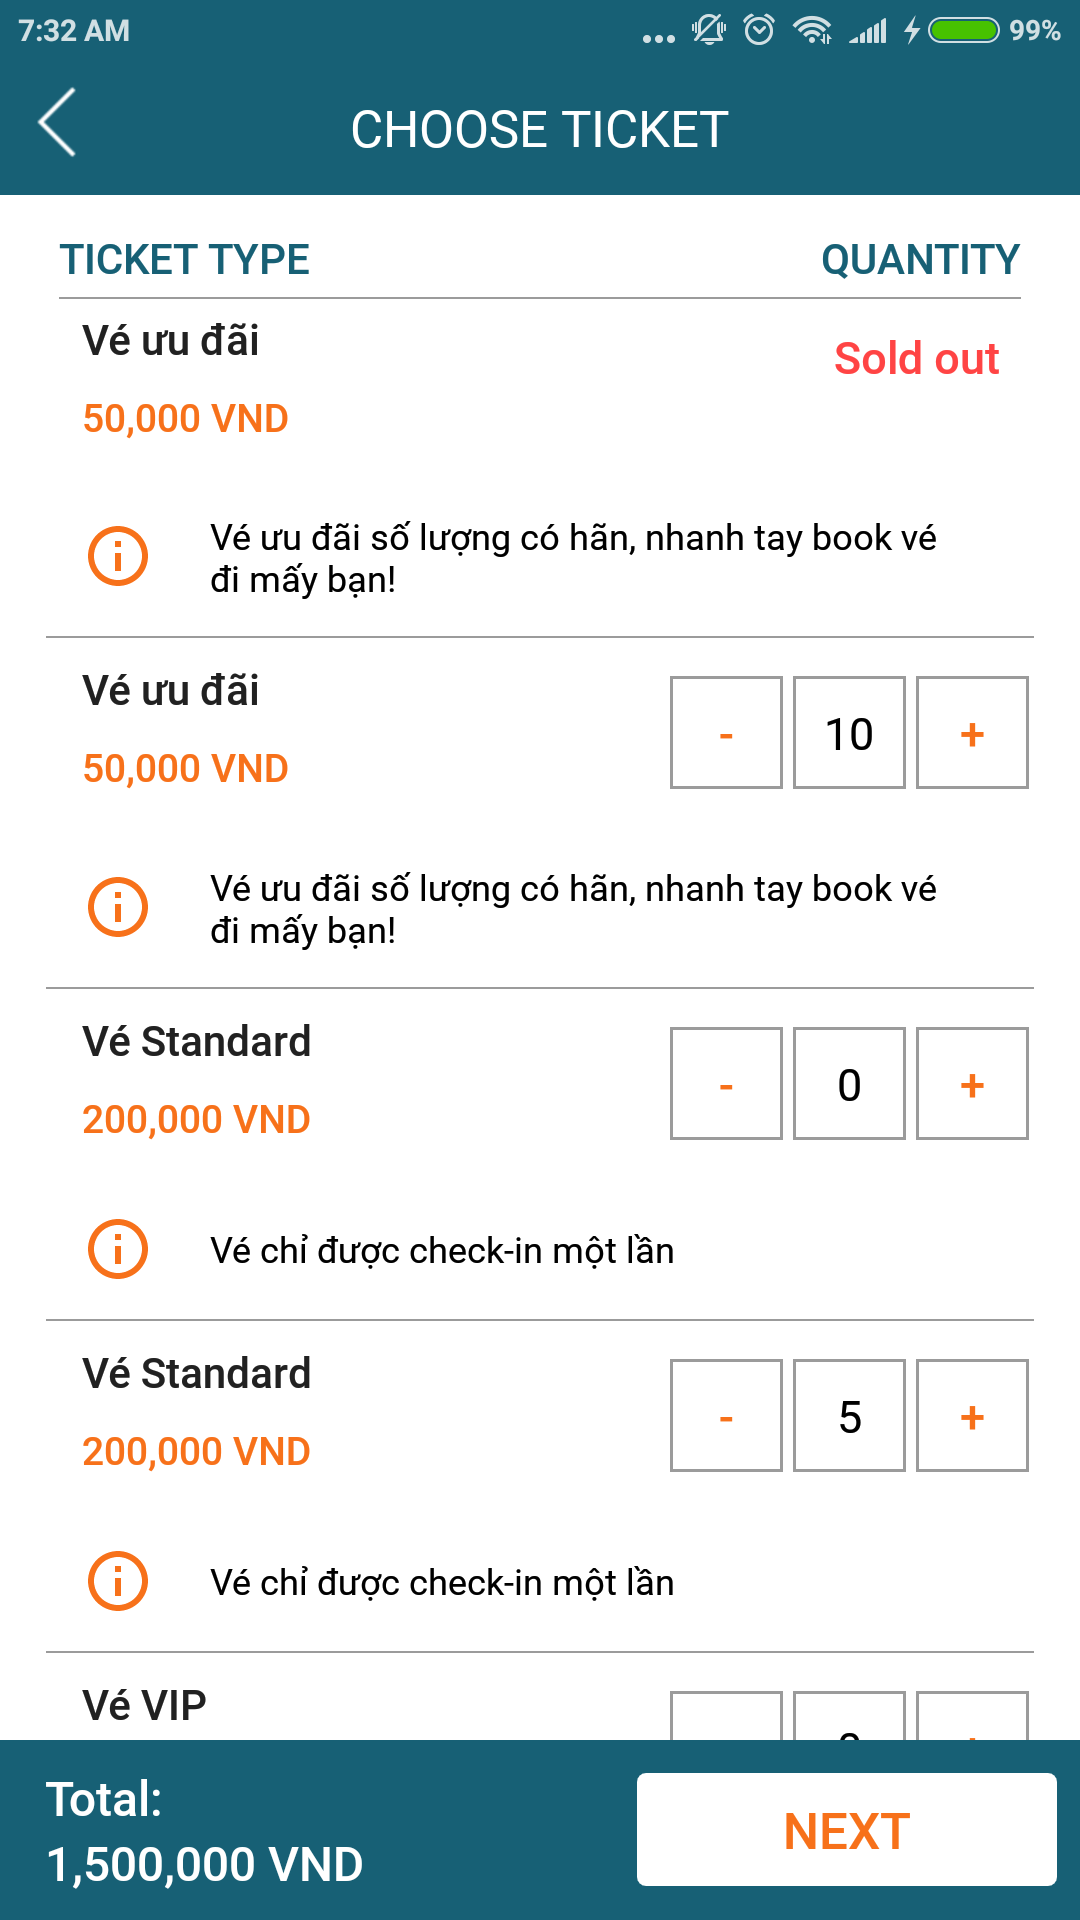 7:32 AM
99%
CHOOSE TICKET
TICKET TYPE
QUANTITY
Vé ưu đãi
Sold out
50,000 VND
Vé ưu đãi số lượng có hãn, nhanh tay book vé
đi mấy bạn!
Vé ưu đãi
- 10 +
50,000 VND
Vé ưu đãi số lượng có hãn, nhanh tay book vé
đi mấy bạn!
Vé Standard
- 0 +
200,000 VND
Vé chỉ được check-in một lần
Vé Standard
- 5 +
200,000 VND
Vé chỉ được check-in một lần
Vé VIP
Total:
1,500,000 VND
NEXT